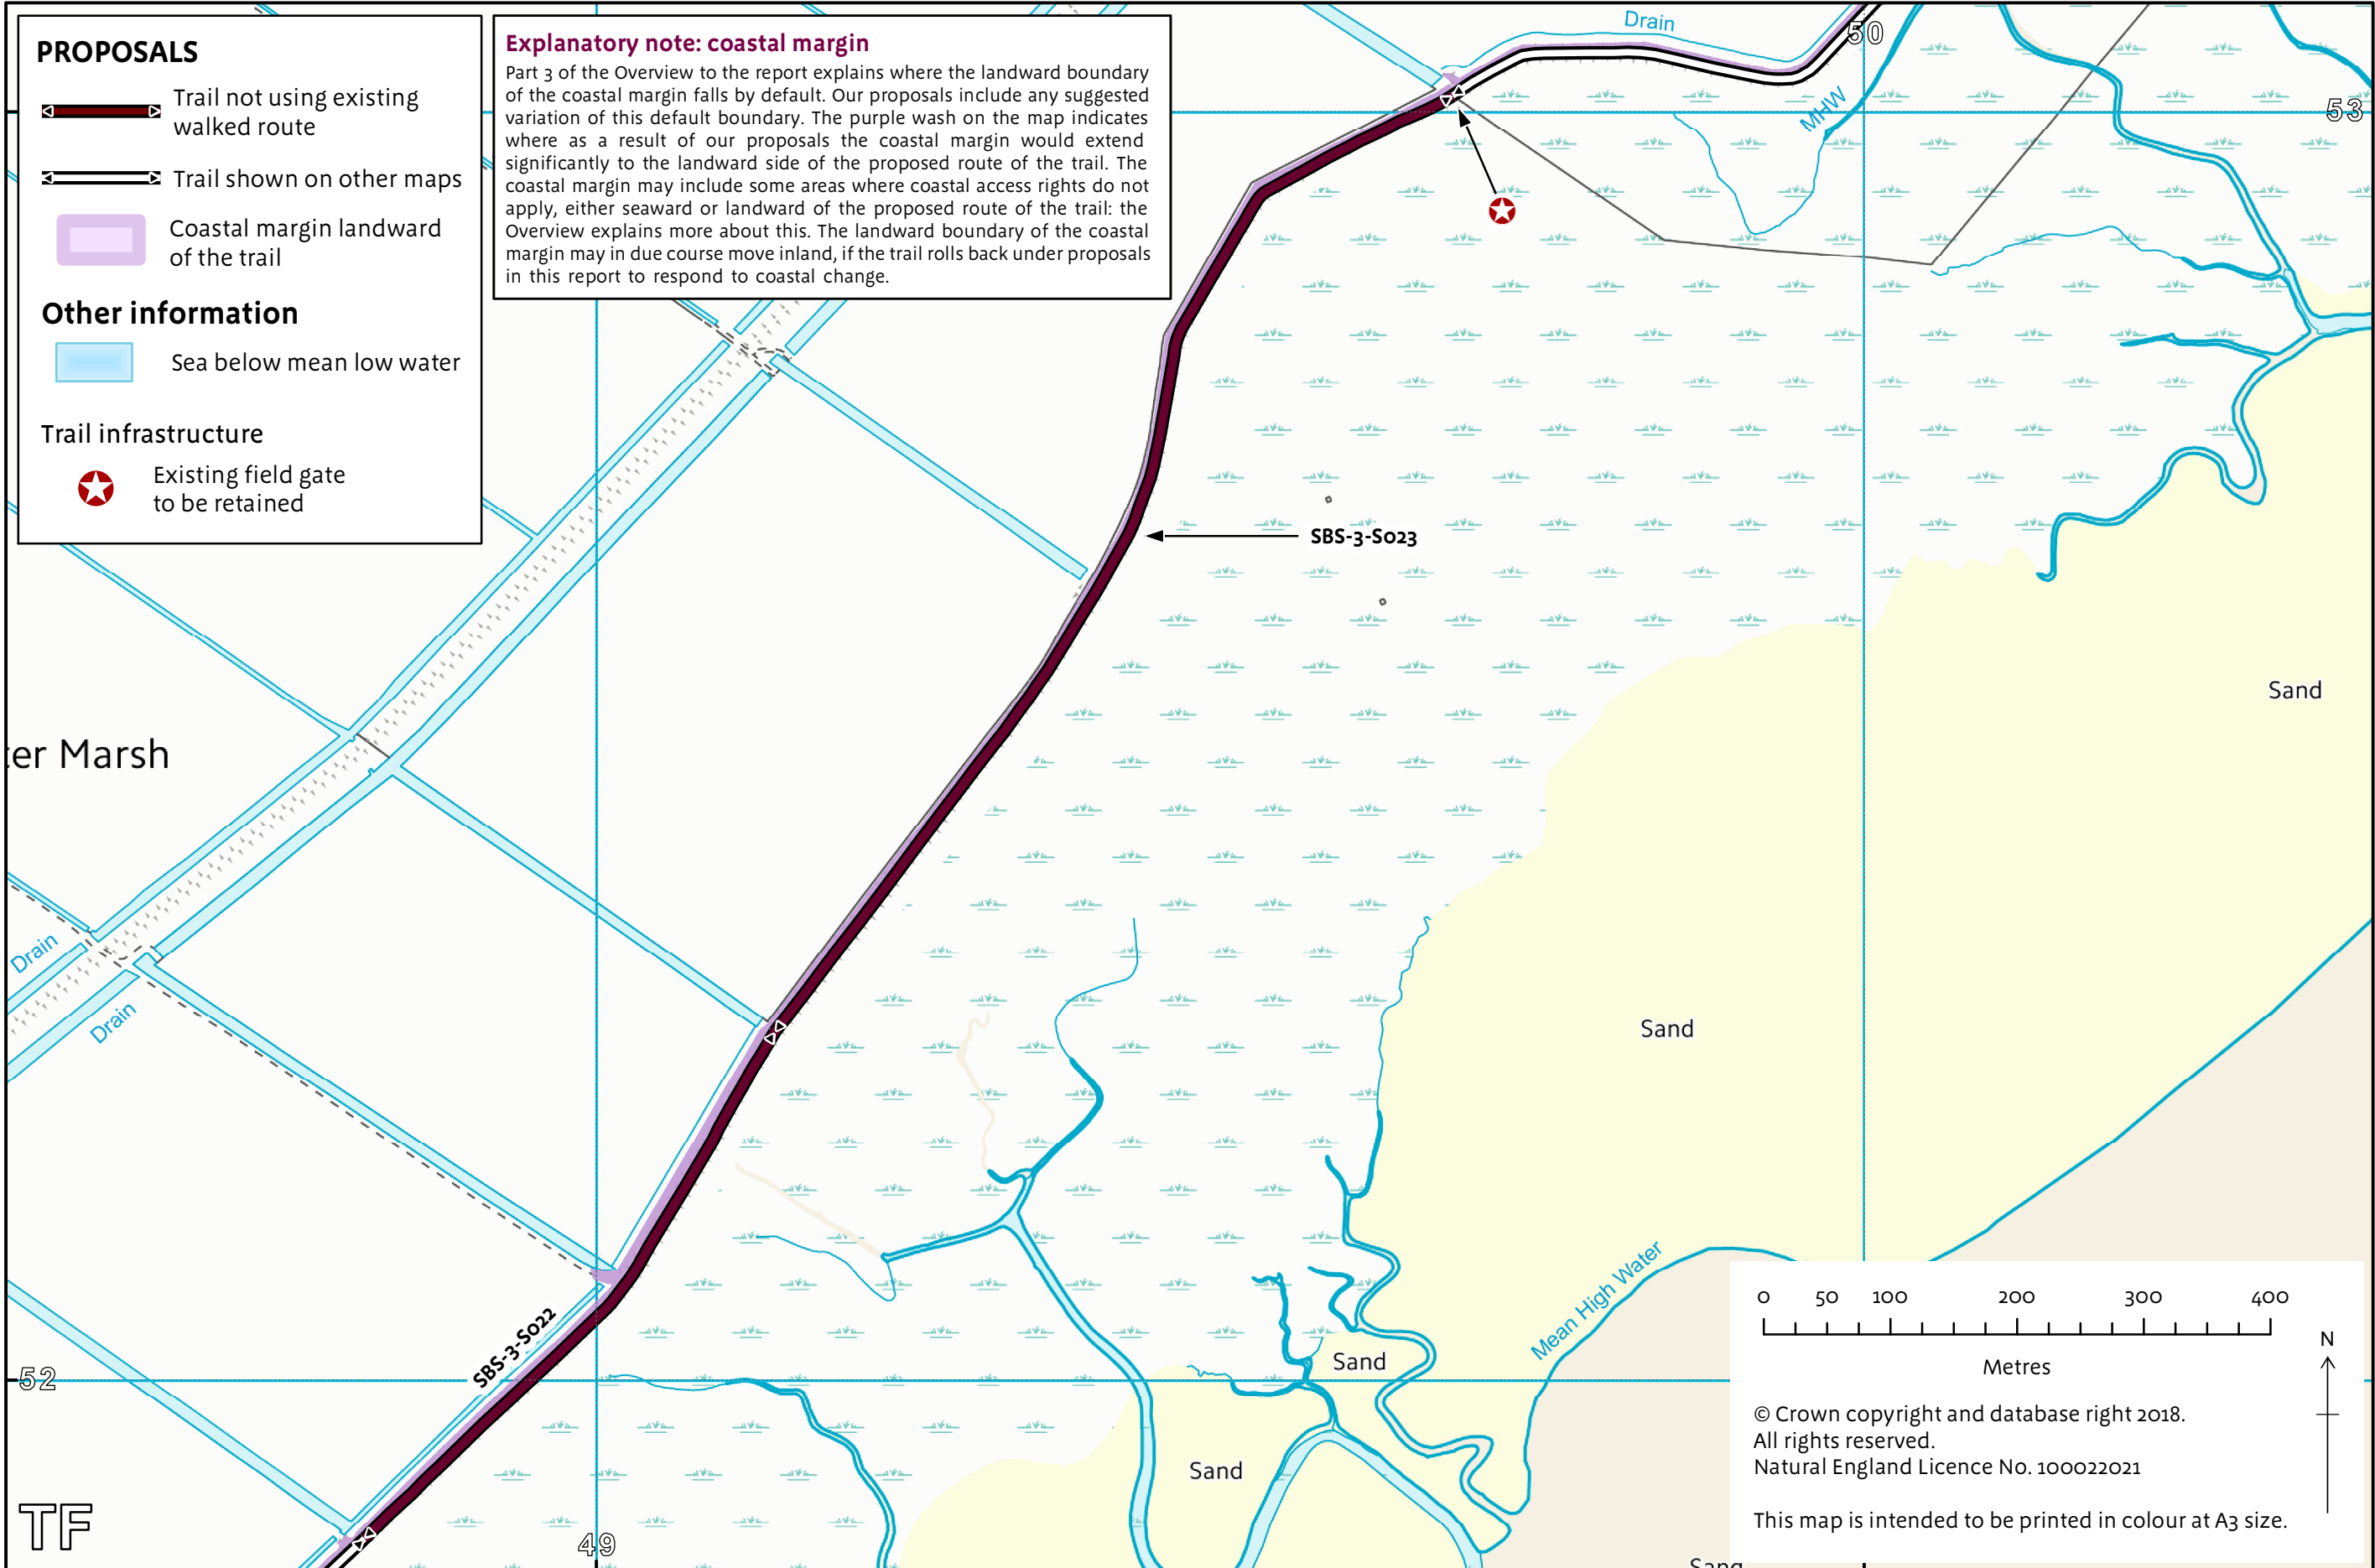 PROPOSALS
Trail not using existing
walked route
Trail shown on other maps
Coastal margin landward
of the trail
Other information
Sea below mean low water
Trail infrastructure
Existing field gate
to be retained
Explanatory note: coastal margin
Part 3 of the Overview to the report explains where the landward boundary
of the coastal margin falls by default. Our proposals include any suggested
variation of this default boundary. The purple wash on the map indicates
where as a result of our proposals the coastal margin would extend
significantly to the landward side of the proposed route of the trail. The
coastal margin may include some areas where coastal access rights do not
apply, either seaward or landward of the proposed route of the trail: the
Overview explains more about this. The landward boundary of the coastal
margin may in due course move inland, if the trail rolls back under proposals
in this report to respond to coastal change.
Drain
50
MHW
53
SBS-3-S023
Sand
er Marsh
Drain
Drain
Sand
Mean High Water
SBS-3-S022
52
Sand
Sand
TF
49
Sand
0 50 100 200 300 400
Metres
N
© Crown copyright and database right 2018.
All rights reserved.
Natural England Licence No. 100022021
This map is intended to be printed in colour at A3 size.